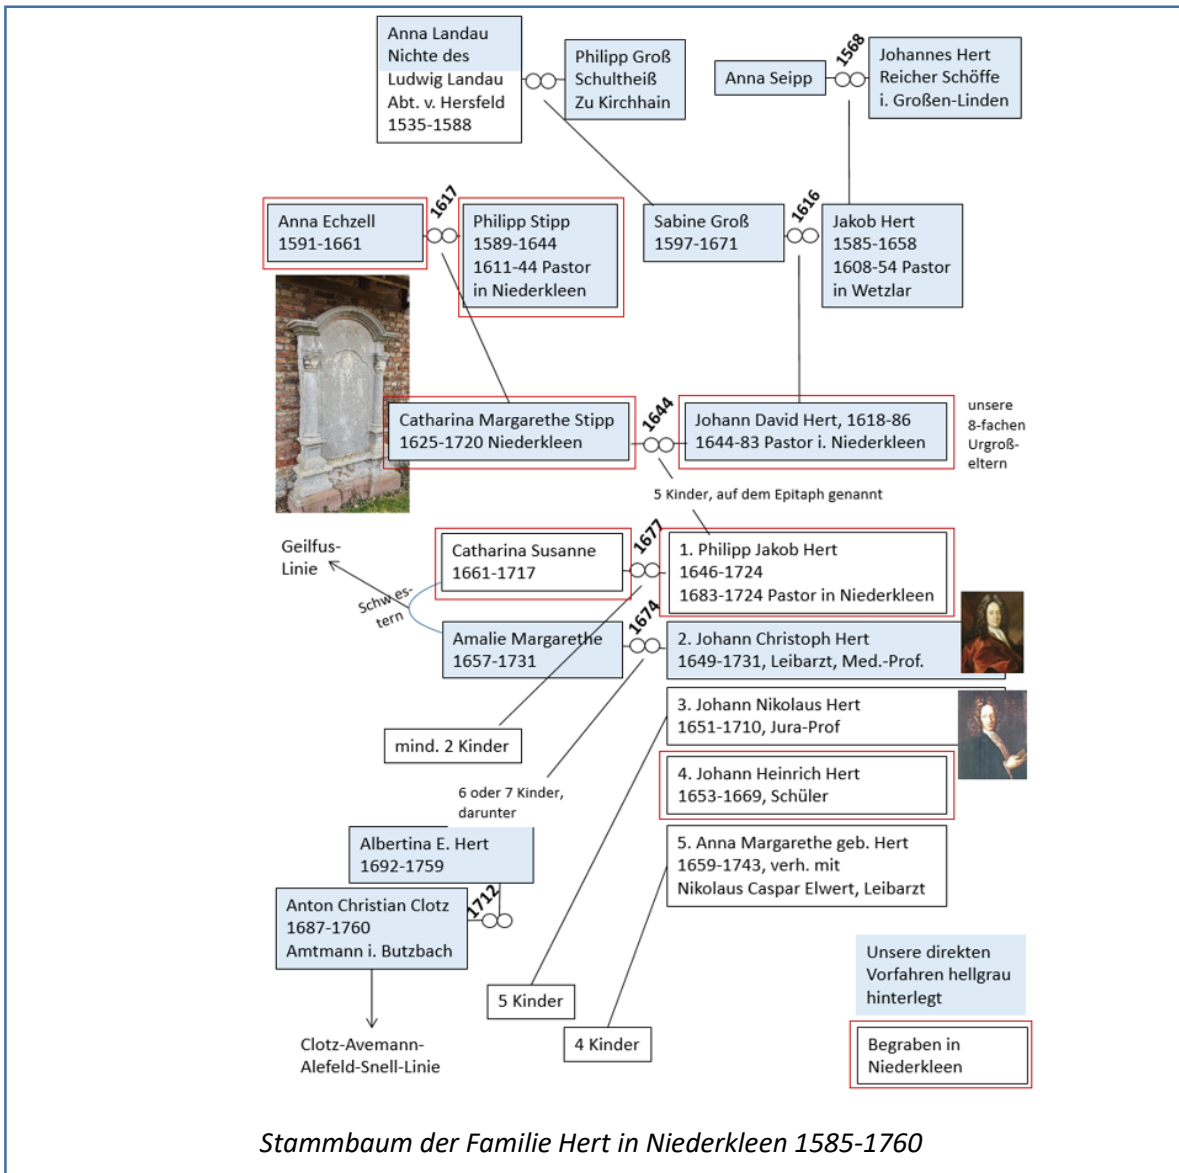 Anna Landau
Nichte des
Ludwig Landau
Abt. v. Hersfeld
1535-1588
Philipp Groß
Schultheiß
Zu Kirchhain
Anna Seipp
1568
Johannes Hert
Reicher Schöffe
i. Großen-Linden
Anna Echzell
1591-1661
1617
Philipp Stipp
1589-1644
1611-44 Pastor
in Niederkleen
Sabine Groß
1597-1671
1616
Jakob Hert
1585-1658
1608-54 Pastor
in Wetzlar
Catharina Margarethe Stipp
1625-1720 Niederkleen
1644
Johann David Hert, 1618-86
1644-83 Pastor i. Niederkleen
unsere
8-fachen
Urgroß-
eltern
5 Kinder, auf dem Epitaph genannt
Geilfus-
Linie
Schwes-
tern
Catharina Susanne
1661-1717
1677
1. Philipp Jakob Hert
1646-1724
1683-1724 Pastor in Niederkleen
Amalie Margarethe
1657-1731
1674
2. Johann Christoph Hert
1649-1731, Leibarzt, Med.-Prof.
3. Johann Nikolaus Hert
1651-1710, Jura-Prof
mind. 2 Kinder
4. Johann Heinrich Hert
1653-1669, Schüler
6 oder 7 Kinder,
darunter
Albertina E. Hert
1692-1759
5. Anna Margarethe geb. Hert
1659-1743, verh. mit
Nikolaus Caspar Elwert, Leibarzt
1712
Anton Christian Clotz
1687-1760
Amtmann i. Butzbach
5 Kinder
4 Kinder
Clotz-Avemann-
Alefeld-Snell-Linie
Unsere direkten
Vorfahren hellgrau
hinterlegt
Begraben in
Niederkleen
Stammbaum der Familie Hert in Niederkleen 1585-1760